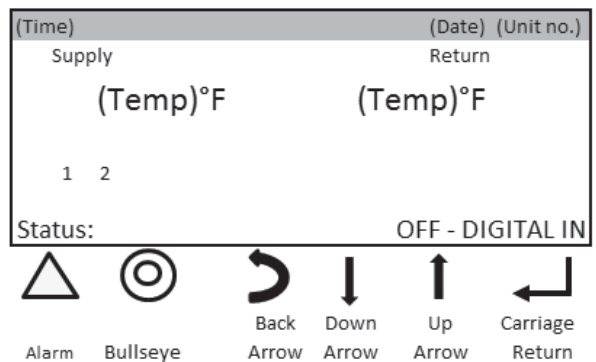 (Time) (Date) (Unit no.)
Supply Return
(Temp)°F (Temp)°F
1 2
Status: OFF - DIGITAL IN
Back Down Up Carriage
Alarm Bullseye Arrow Arrow Arrow Return